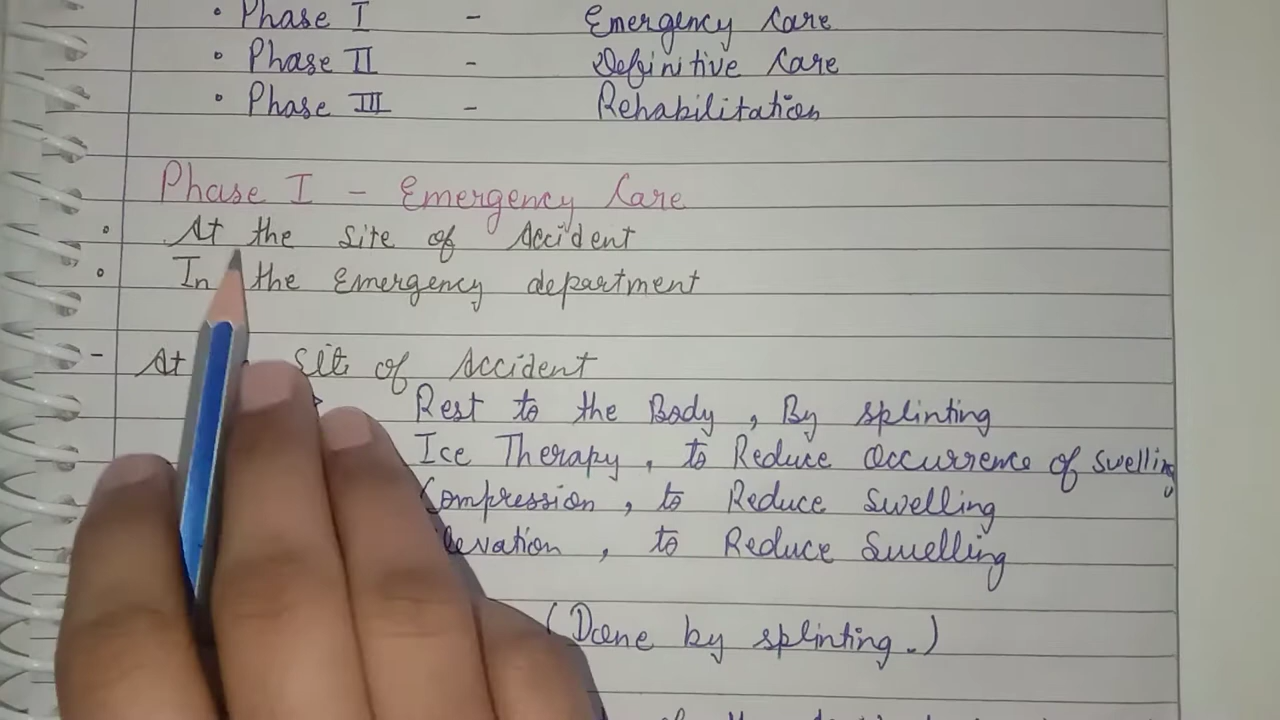 • Phase I - Emergency Care
• Phase II - Definitive Care
• Phase III - Rehabilitation
Phase I - Emergency Care
• At the site of Accident
• In the Emergency department
- At site of Accident
Rest to the Body, By splinting
Ice Therapy, to Reduce Occurrence of swelling
Compression, to Reduce Swelling
Elevation, to Reduce Swelling
(Done by splinting.)